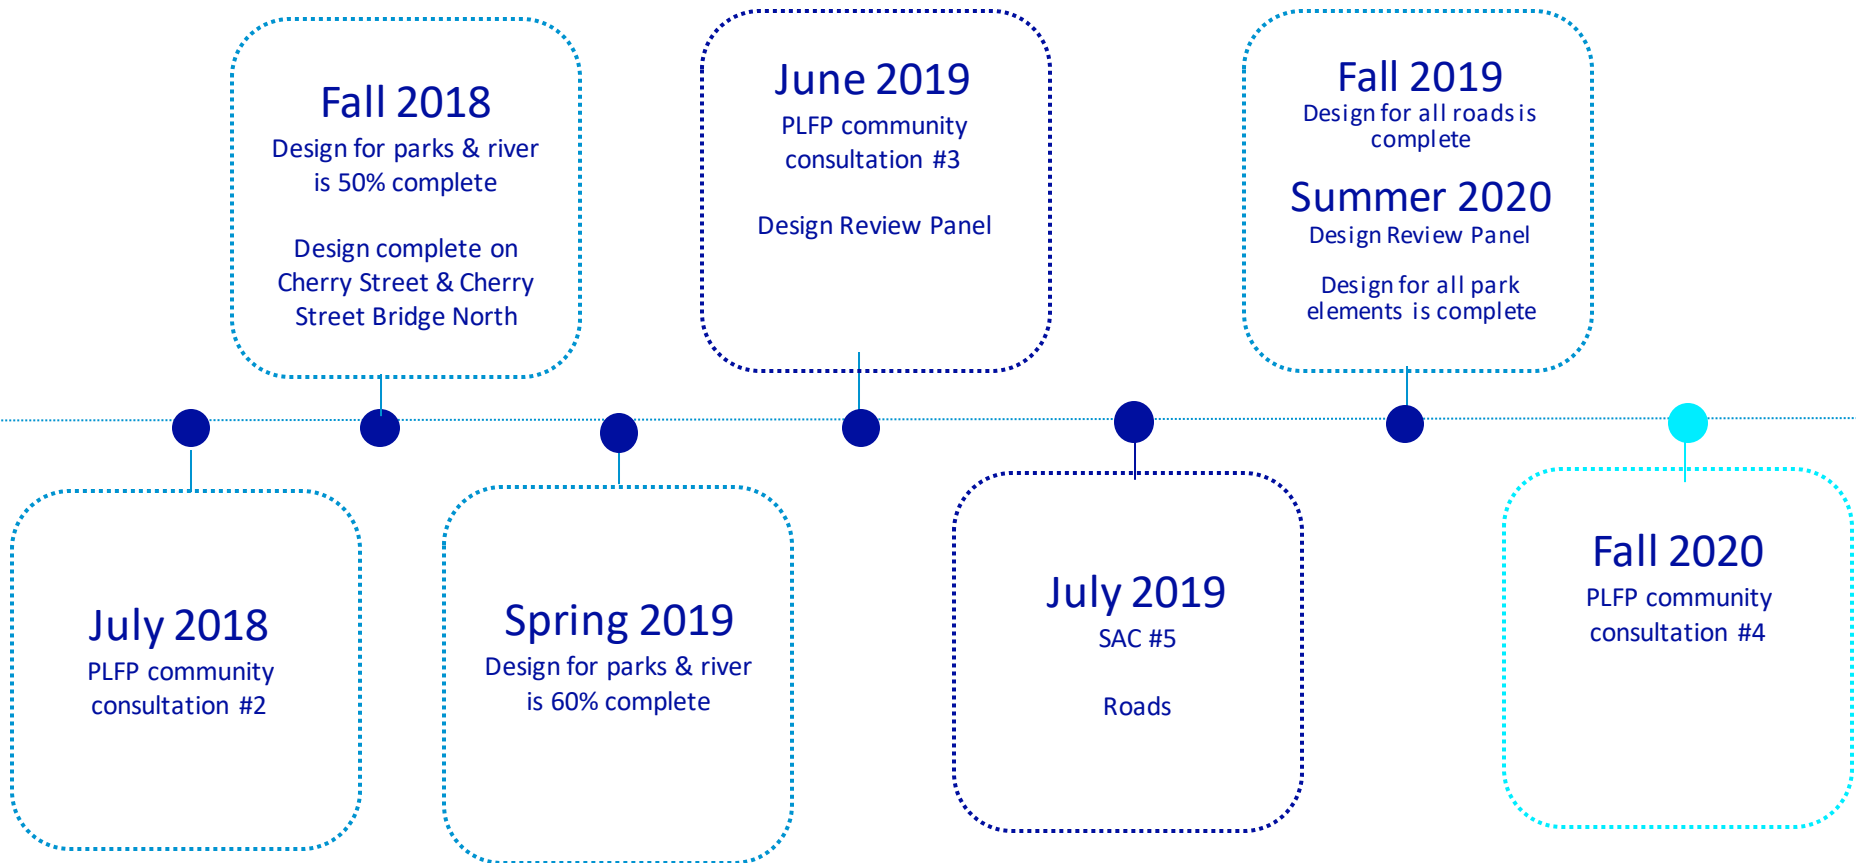 July 2018
PLFP community
consultation #2
Fall 2018
Design for parks & river
is 50% complete
Design complete on
Cherry Street & Cherry
Street Bridge North
Spring 2019
Design for parks & river
is 60% complete
June 2019
PLFP community
consultation #3
Design Review Panel
July 2019
SAC #5
Roads
Fall 2019
Design for all roads is
complete
Summer 2020
Design Review Panel
Design for all park
elements is complete
Fall 2020
PLFP community
consultation #4